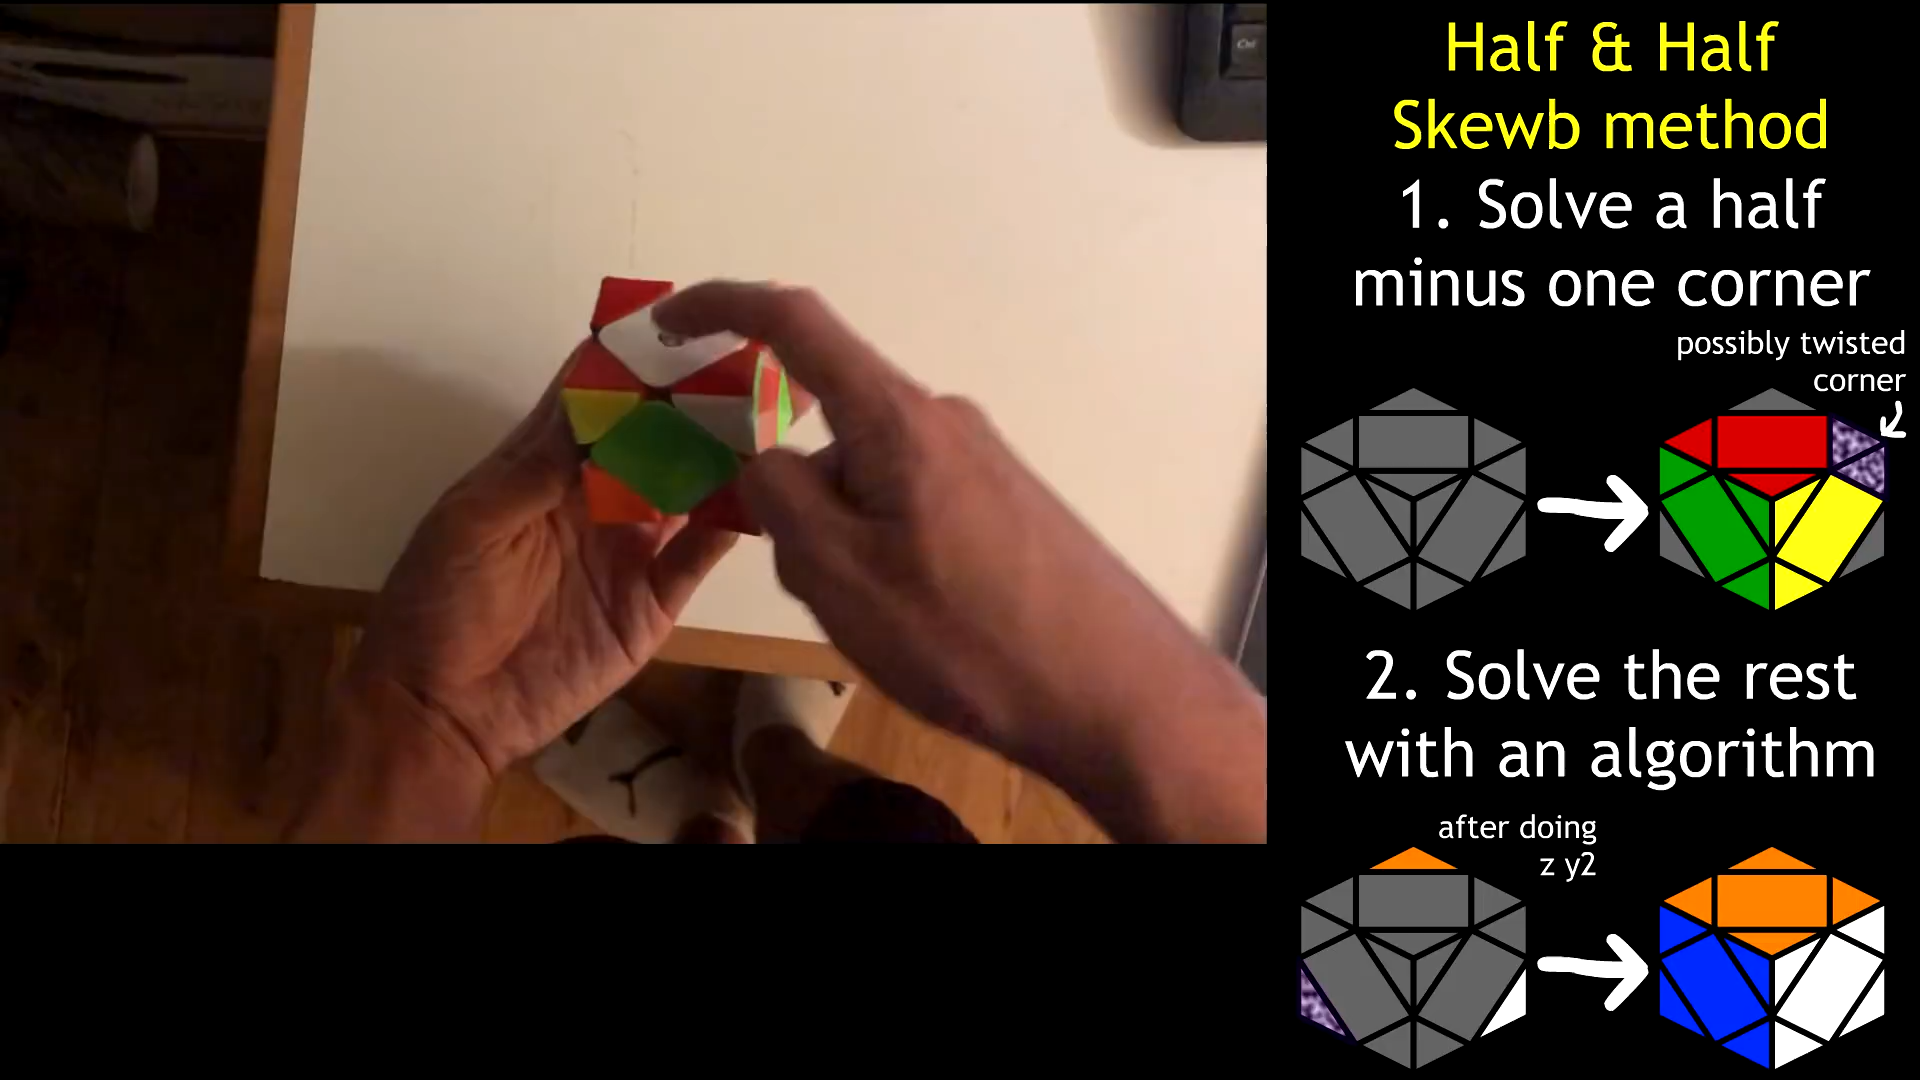 Half & Half
Skewb method
1. Solve a half
minus one corner
possibly twisted
corner
2. Solve the rest
with an algorithm
after doing
z y2
Ctrl